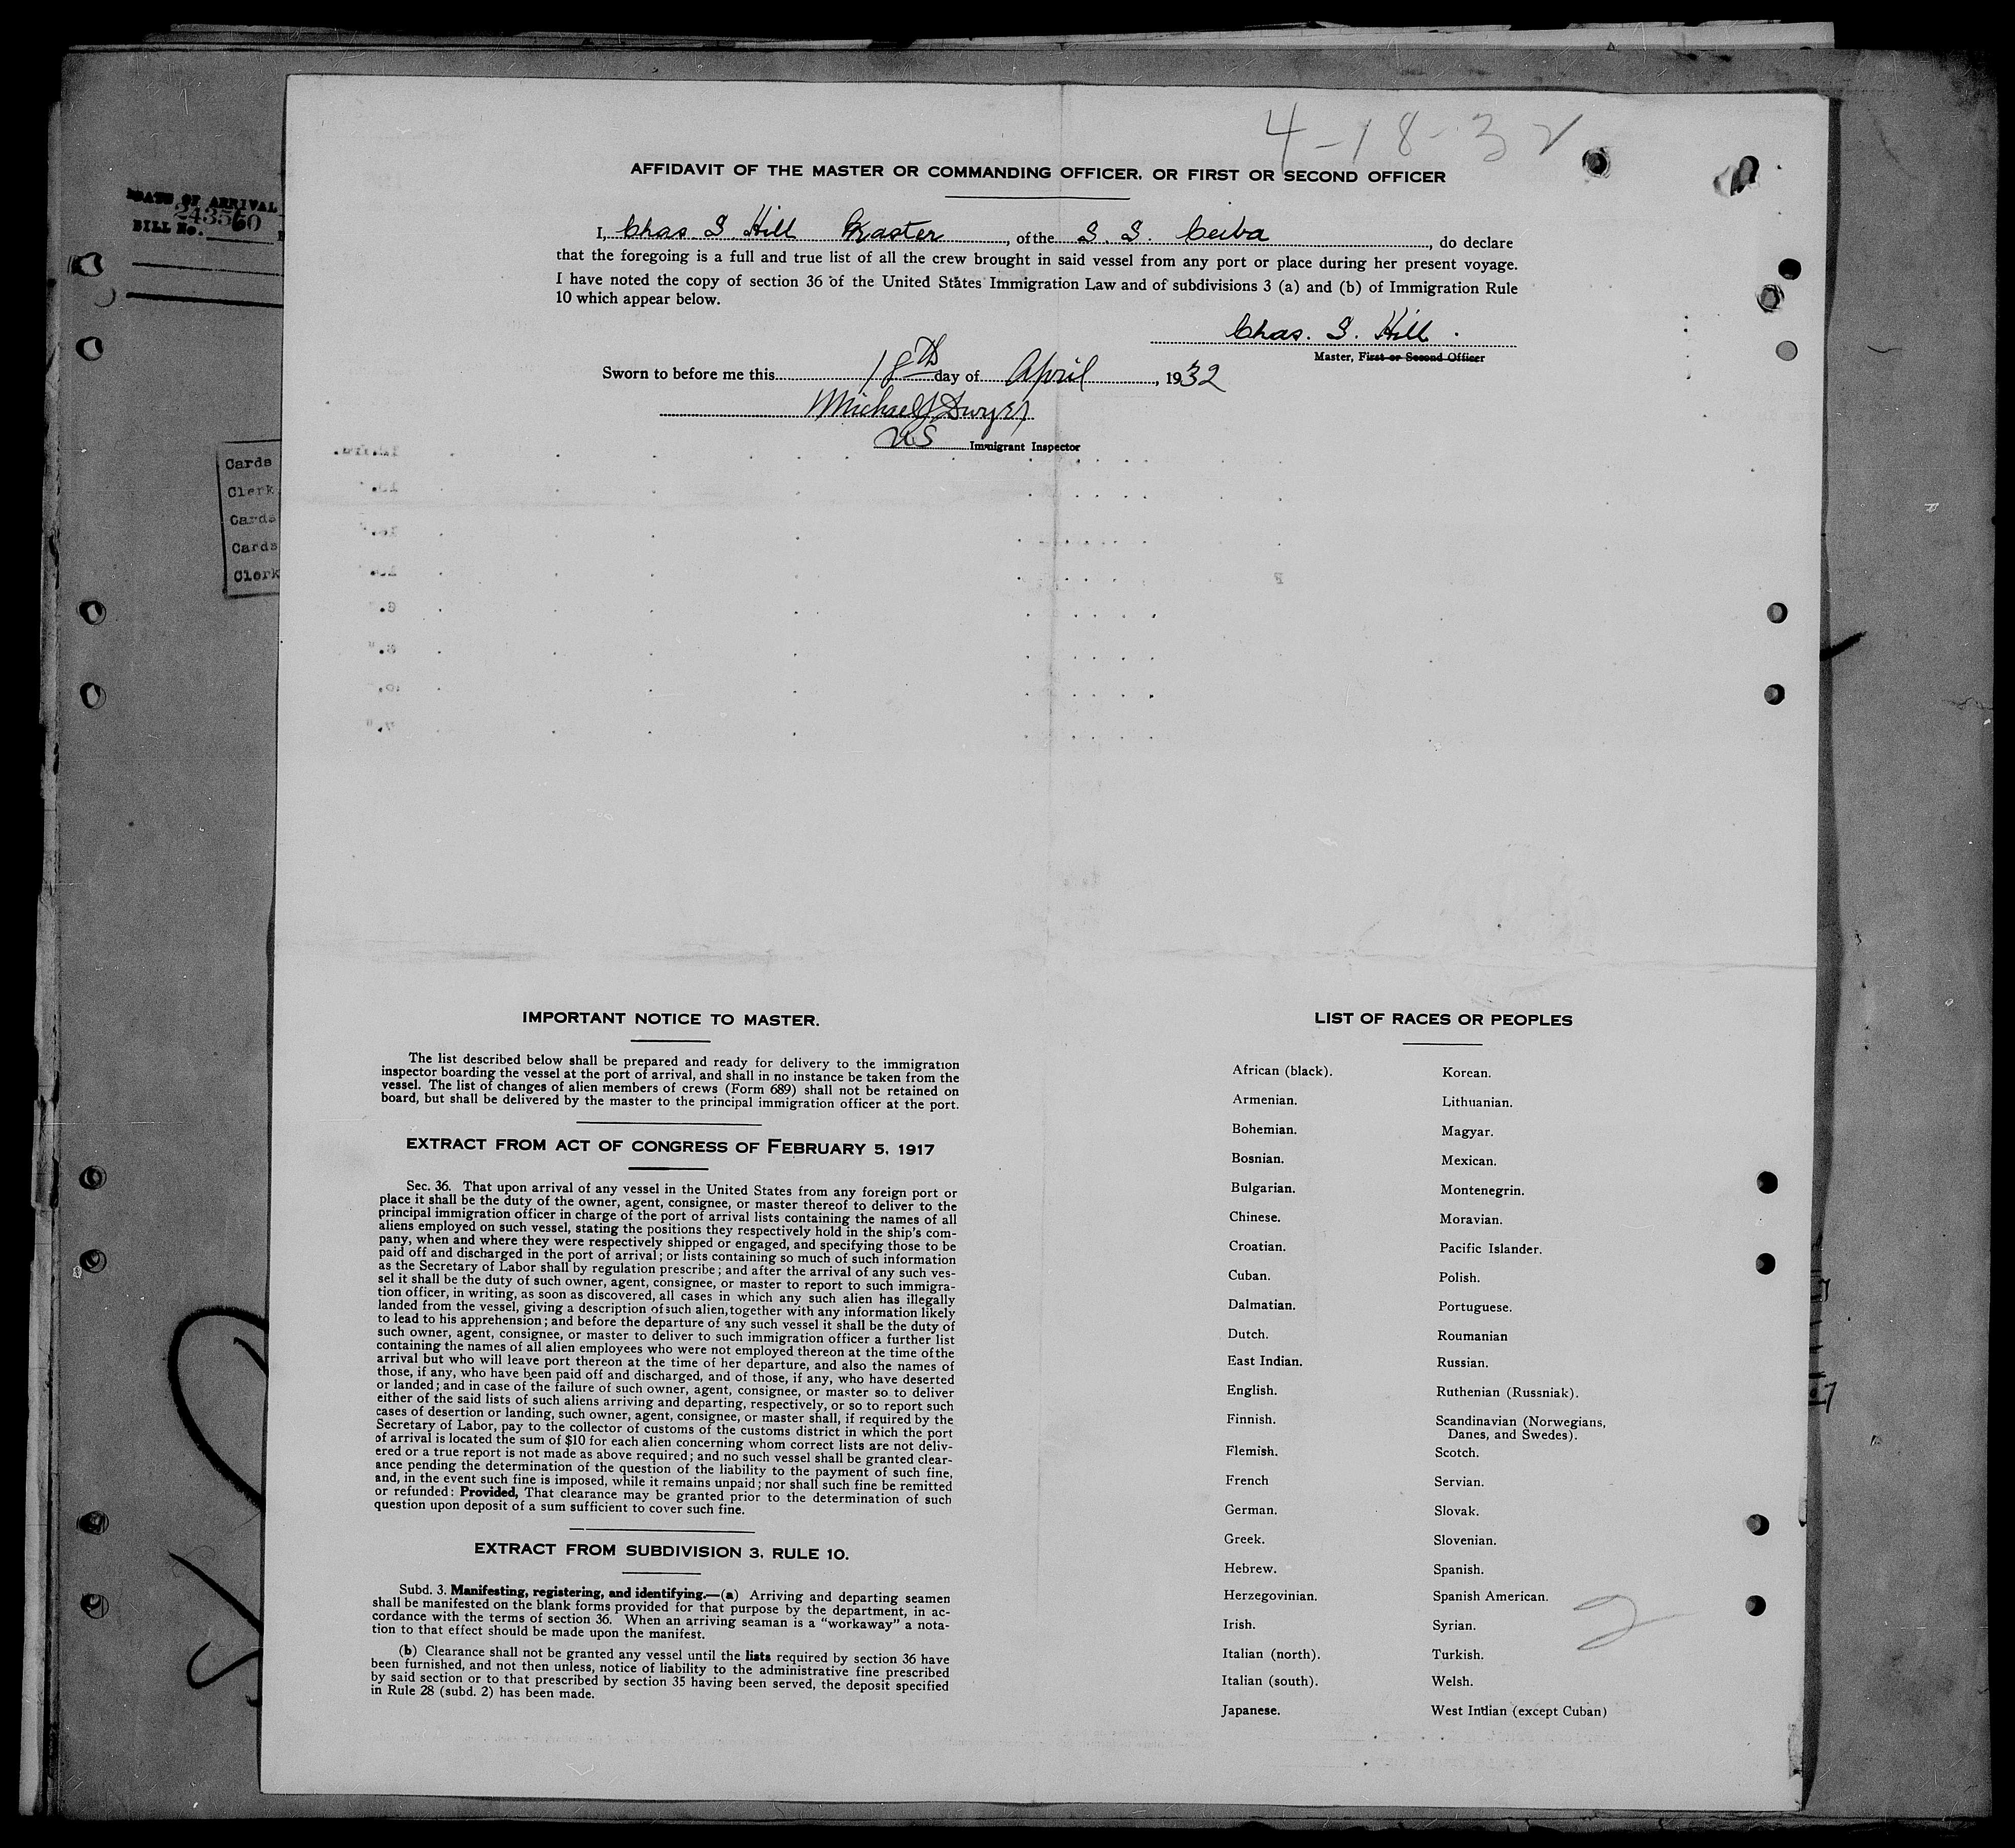 4-18-32
AFFIDAVIT OF THE MASTER OR COMMANDING OFFICER, OR FIRST OR SECOND OFFICER
I, Chas. S. Hill Master, of the S. S. Ceiba, do declare
that the foregoing is a full and true list of all the crew brought in said vessel from any port or place during her present voyage.
I have noted the copy of section 36 of the United States Immigration Law and of subdivisions 3 (a) and (b) of Immigration Rule
10 which appear below.
Chas. S. Hill.
Master, First or Second Officer
Sworn to before me this 18th day of April, 1932
Michael J Dwyer
US Immigrant Inspector
DATE OF ARRIVAL
243560
BILL No.
Cards
Clerk
Cards
Cards
Clerk
IMPORTANT NOTICE TO MASTER.
The list described below shall be prepared and ready for delivery to the immigration
inspector boarding the vessel at the port of arrival, and shall in no instance be taken from the
vessel. The list of changes of alien members of crews (Form 689) shall not be retained on
board, but shall be delivered by the master to the principal immigration officer at the port.
EXTRACT FROM ACT OF CONGRESS OF FEBRUARY 5, 1917
Sec. 36. That upon arrival of any vessel in the United States from any foreign port or
place it shall be the duty of the owner, agent, consignee, or master thereof to deliver to the
principal immigration officer in charge of the port of arrival lists containing the names of all
aliens employed on such vessel, stating the positions they respectively hold in the ship's com-
pany, when and where they were respectively shipped or engaged, and specifying those to be
paid off and discharged in the port of arrival; or lists containing so much of such information
as the Secretary of Labor shall by regulation prescribe; and after the arrival of any such ves-
sel it shall be the duty of such owner, agent, consignee, or master to report to such immigra-
tion officer, in writing, as soon as discovered, all cases in which any such alien has illegally
landed from the vessel, giving a description of such alien, together with any information likely
to lead to his apprehension; and before the departure of any such vessel it shall be the duty of
such owner, agent, consignee, or master to deliver to such immigration officer a further list
containing the names of all alien employees who were not employed thereon at the time of the
arrival but who will leave port thereon at the time of her departure, and also the names of
those, if any, who have been paid off and discharged, and of those, if any, who have deserted
or landed; and in case of the failure of such owner, agent, consignee, or master so to deliver
either of the said lists of such aliens arriving and departing, respectively, or so to report such
cases of desertion or landing, such owner, agent, consignee, or master shall, if required by the
Secretary of Labor, pay to the collector of customs of the customs district in which the port
of arrival is located the sum of $10 for each alien concerning whom correct lists are not deliv-
ered or a true report is not made as above required; and no such vessel shall be granted clear-
ance pending the determination of the question of the liability to the payment of such fine,
and, in the event such fine is imposed, while it remains unpaid; nor shall such fine be remitted
or refunded: Provided, That clearance may be granted prior to the determination of such
question upon deposit of a sum sufficient to cover such fine.
EXTRACT FROM SUBDIVISION 3, RULE 10.
Subd. 3. Manifesting, registering, and identifying.—(a) Arriving and departing seamen
shall be manifested on the blank forms provided for that purpose by the department, in ac-
cordance with the terms of section 36. When an arriving seaman is a "workaway" a nota-
tion to that effect should be made upon the manifest.
(b) Clearance shall not be granted any vessel until the lists required by section 36 have
been furnished, and not then unless, notice of liability to the administrative fine prescribed
by said section or to that prescribed by section 35 having been served, the deposit specified
in Rule 28 (subd. 2) has been made.
LIST OF RACES OR PEOPLES
African (black).
Armenian.
Bohemian.
Bosnian.
Bulgarian.
Chinese.
Croatian.
Cuban.
Dalmatian.
Dutch.
East Indian.
English.
Finnish.
Flemish.
French
German.
Greek.
Hebrew.
Herzegovinian.
Irish.
Italian (north).
Italian (south).
Japanese.
Korean.
Lithuanian.
Magyar.
Mexican.
Montenegrin.
Moravian.
Pacific Islander.
Polish.
Portuguese.
Roumanian
Russian.
Ruthenian (Russniak).
Scandinavian (Norwegians,
Danes, and Swedes).
Scotch.
Servian.
Slovak.
Slovenian.
Spanish.
Spanish American.
Syrian.
Turkish.
Welsh.
West Indian (except Cuban)
2